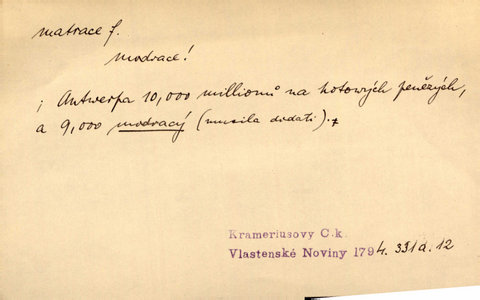 matrace f.
modrace!
; Antwerpa 10,000 millionů na hotowých penězých,
a 9,000 modracý (musila dodati).
Krameriusovy C.k.
Vlastenské Noviny 1794. 331a.12